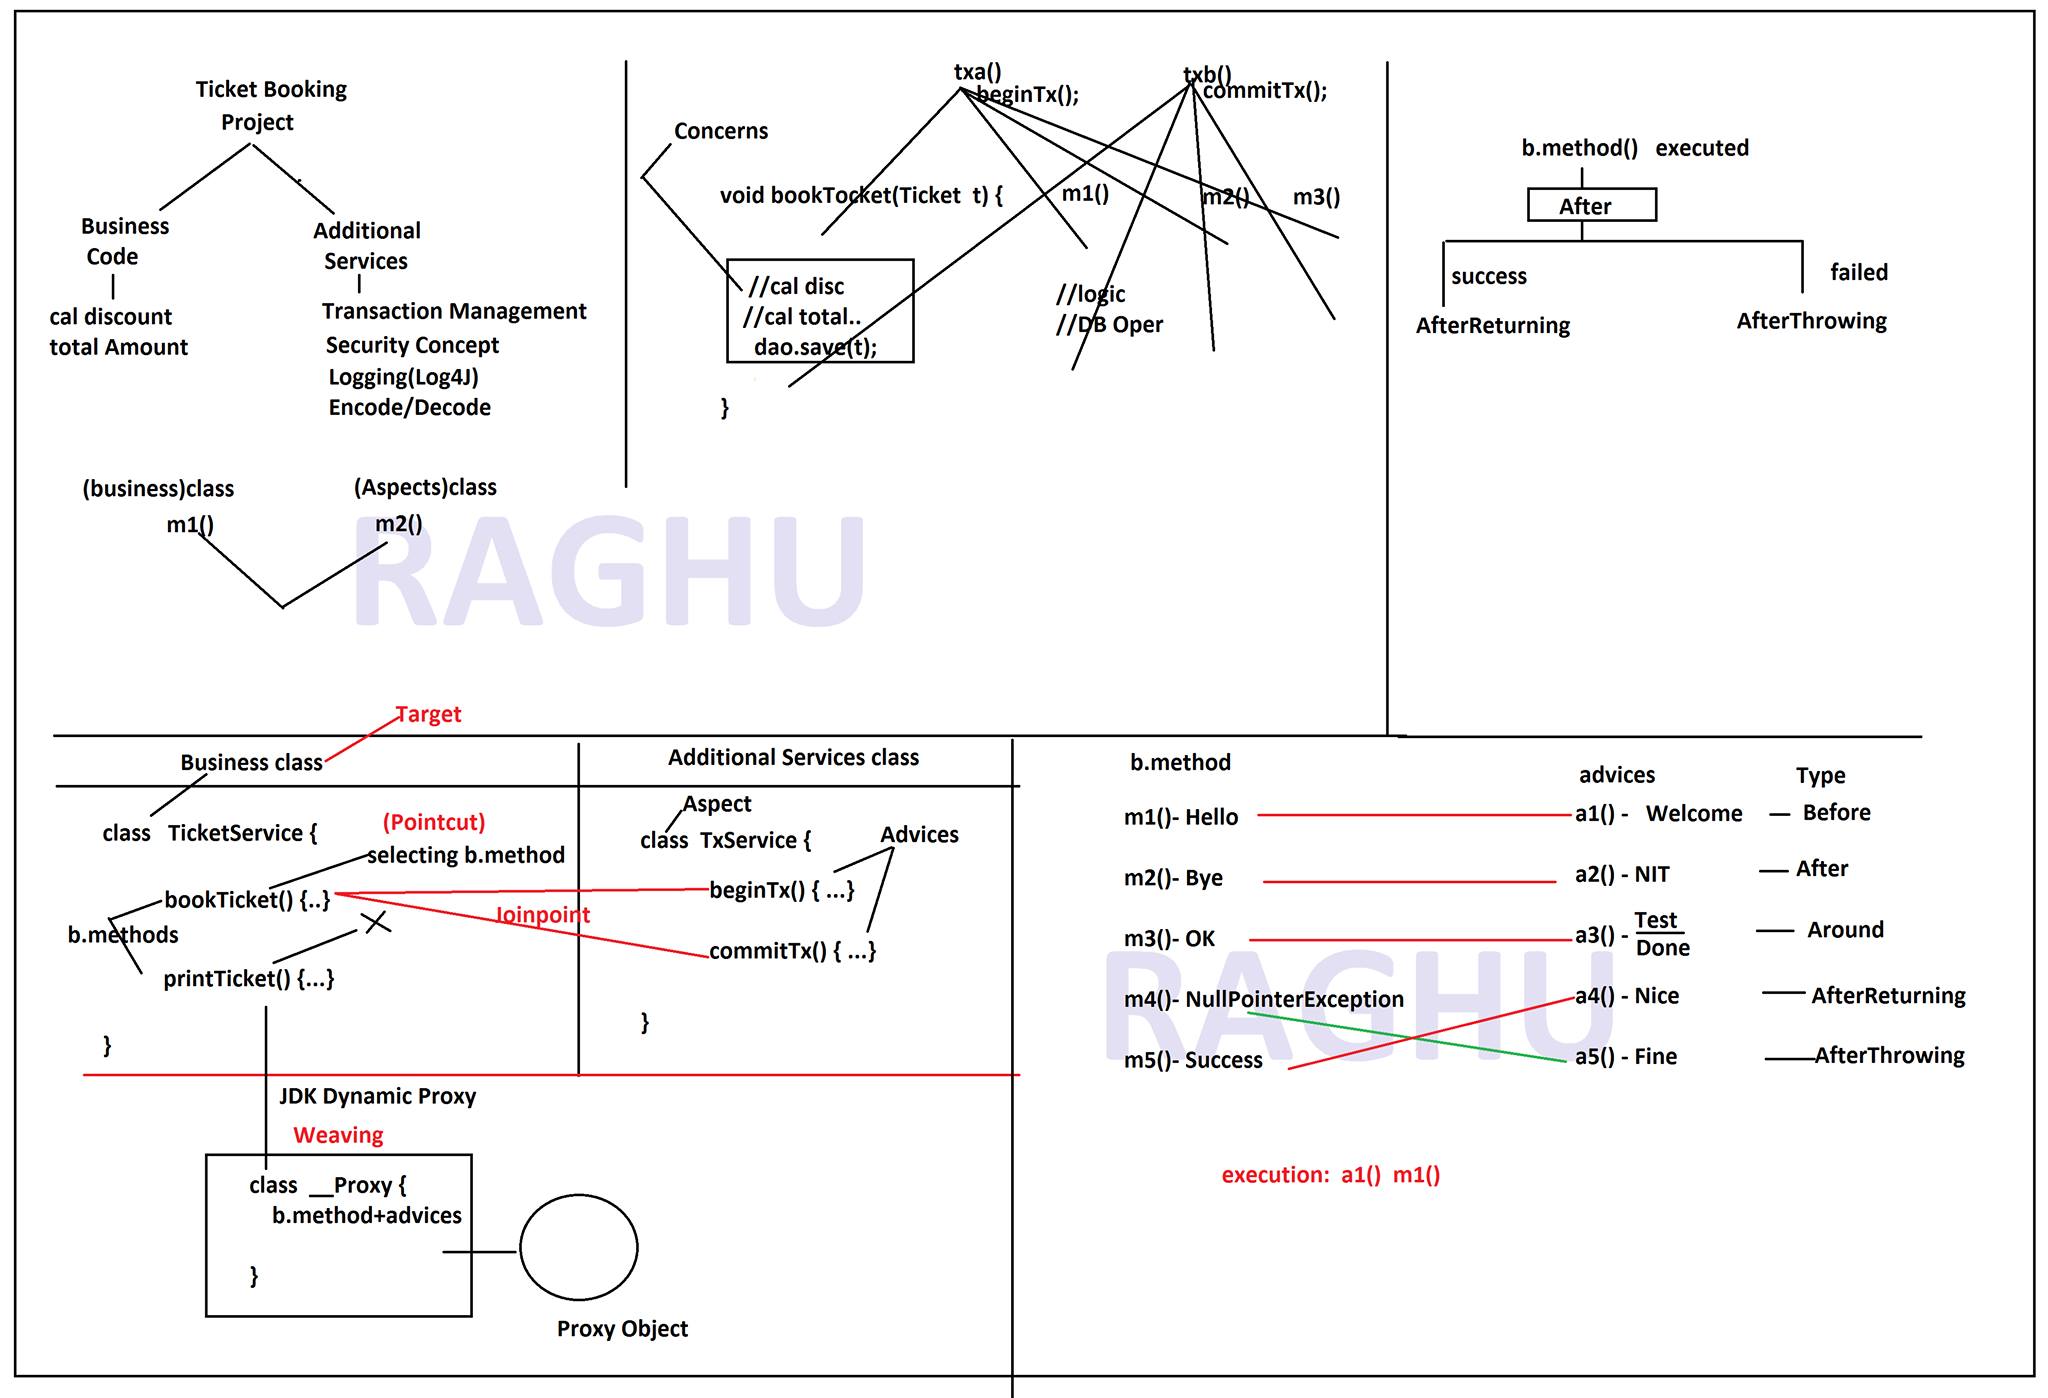 Ticket Booking
Project
Business
Code
cal discount
total Amount
Additional
Services
Transaction Management
Security Concept
Logging(Log4J)
Encode/Decode
(business)class
m1()
(Aspects)class
m2()
RAGHU
Concerns
txa()
beginTx();
txb()
commitTx();
void bookTocket(Ticket t) {
m1()
m2()
m3()
//cal disc
//cal total..
dao.save(t);
}
//logic
//DB Oper
b.method() executed
After
success
failed
AfterReturning
AfterThrowing
Target
Business class
class TicketService {
(Pointcut)
selecting b.method
bookTicket() {..}
b.methods
printTicket() {...}
}
Joinpoint
Additional Services class
Aspect
class TxService {
Advices
beginTx() { ...}
commitTx() { ...}
}
JDK Dynamic Proxy
Weaving
class __Proxy {
b.method+advices
}
Proxy Object
b.method
advices
Type
m1()- Hello
a1() - Welcome
Before
m2()- Bye
a2() - NIT
After
m3()- OK
a3() - Test
Done
Around
m4()- NullPointerException
a4() - Nice
AfterReturning
m5()- Success
a5() - Fine
AfterThrowing
RAGHU
execution: a1() m1()